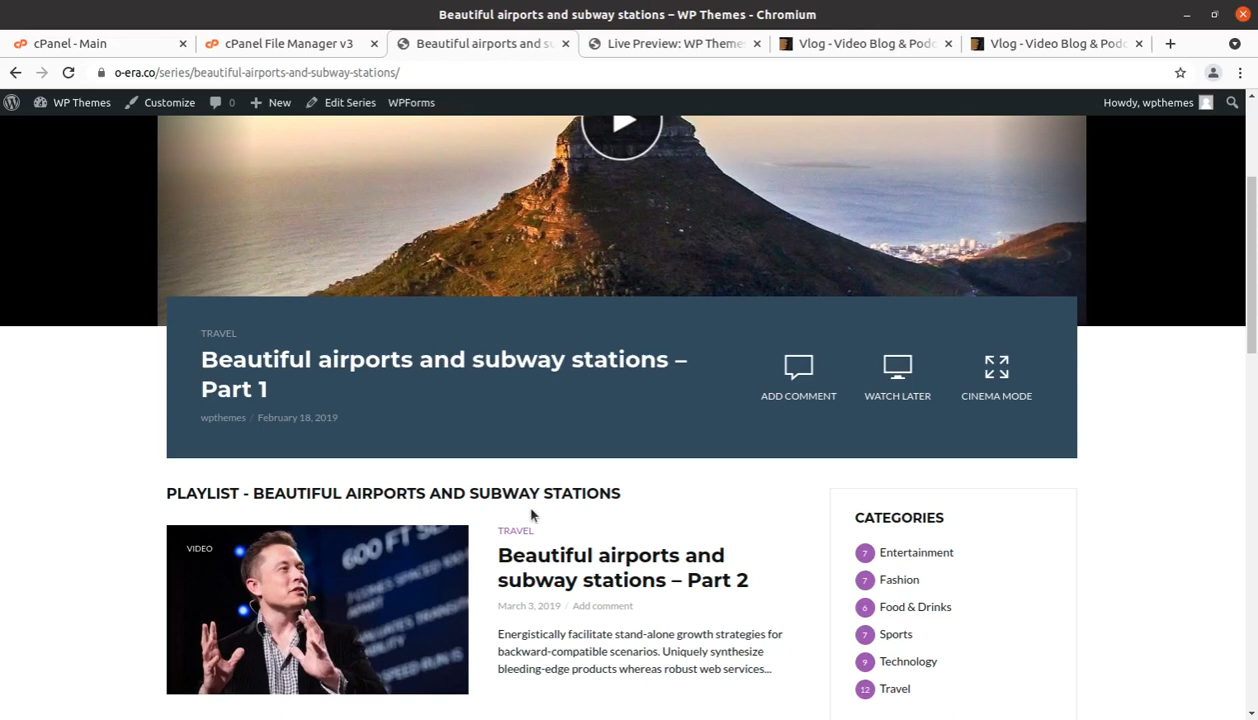 Beautiful airports and subway stations – WP Themes - Chromium
cPanel - Main
cPanel File Manager v3
Beautiful airports and su
Live Preview: WP Themes
Vlog - Video Blog & Podc
Vlog - Video Blog & Podc
o-era.co/series/beautiful-airports-and-subway-stations/
WP Themes
Customize
0
New
Edit Series
WPForms
Howdy, wpthemes
TRAVEL
Beautiful airports and subway stations –
Part 1
wpthemes / February 18, 2019
ADD COMMENT
WATCH LATER
CINEMA MODE
PLAYLIST - BEAUTIFUL AIRPORTS AND SUBWAY STATIONS
VIDEO
600 FT
TRAVEL
Beautiful airports and
subway stations – Part 2
March 3, 2019 / Add comment
Energistically facilitate stand-alone growth strategies for
backward-compatible scenarios. Uniquely synthesize
bleeding-edge products whereas robust web services...
CATEGORIES
7 Entertainment
7 Fashion
6 Food & Drinks
7 Sports
9 Technology
12 Travel